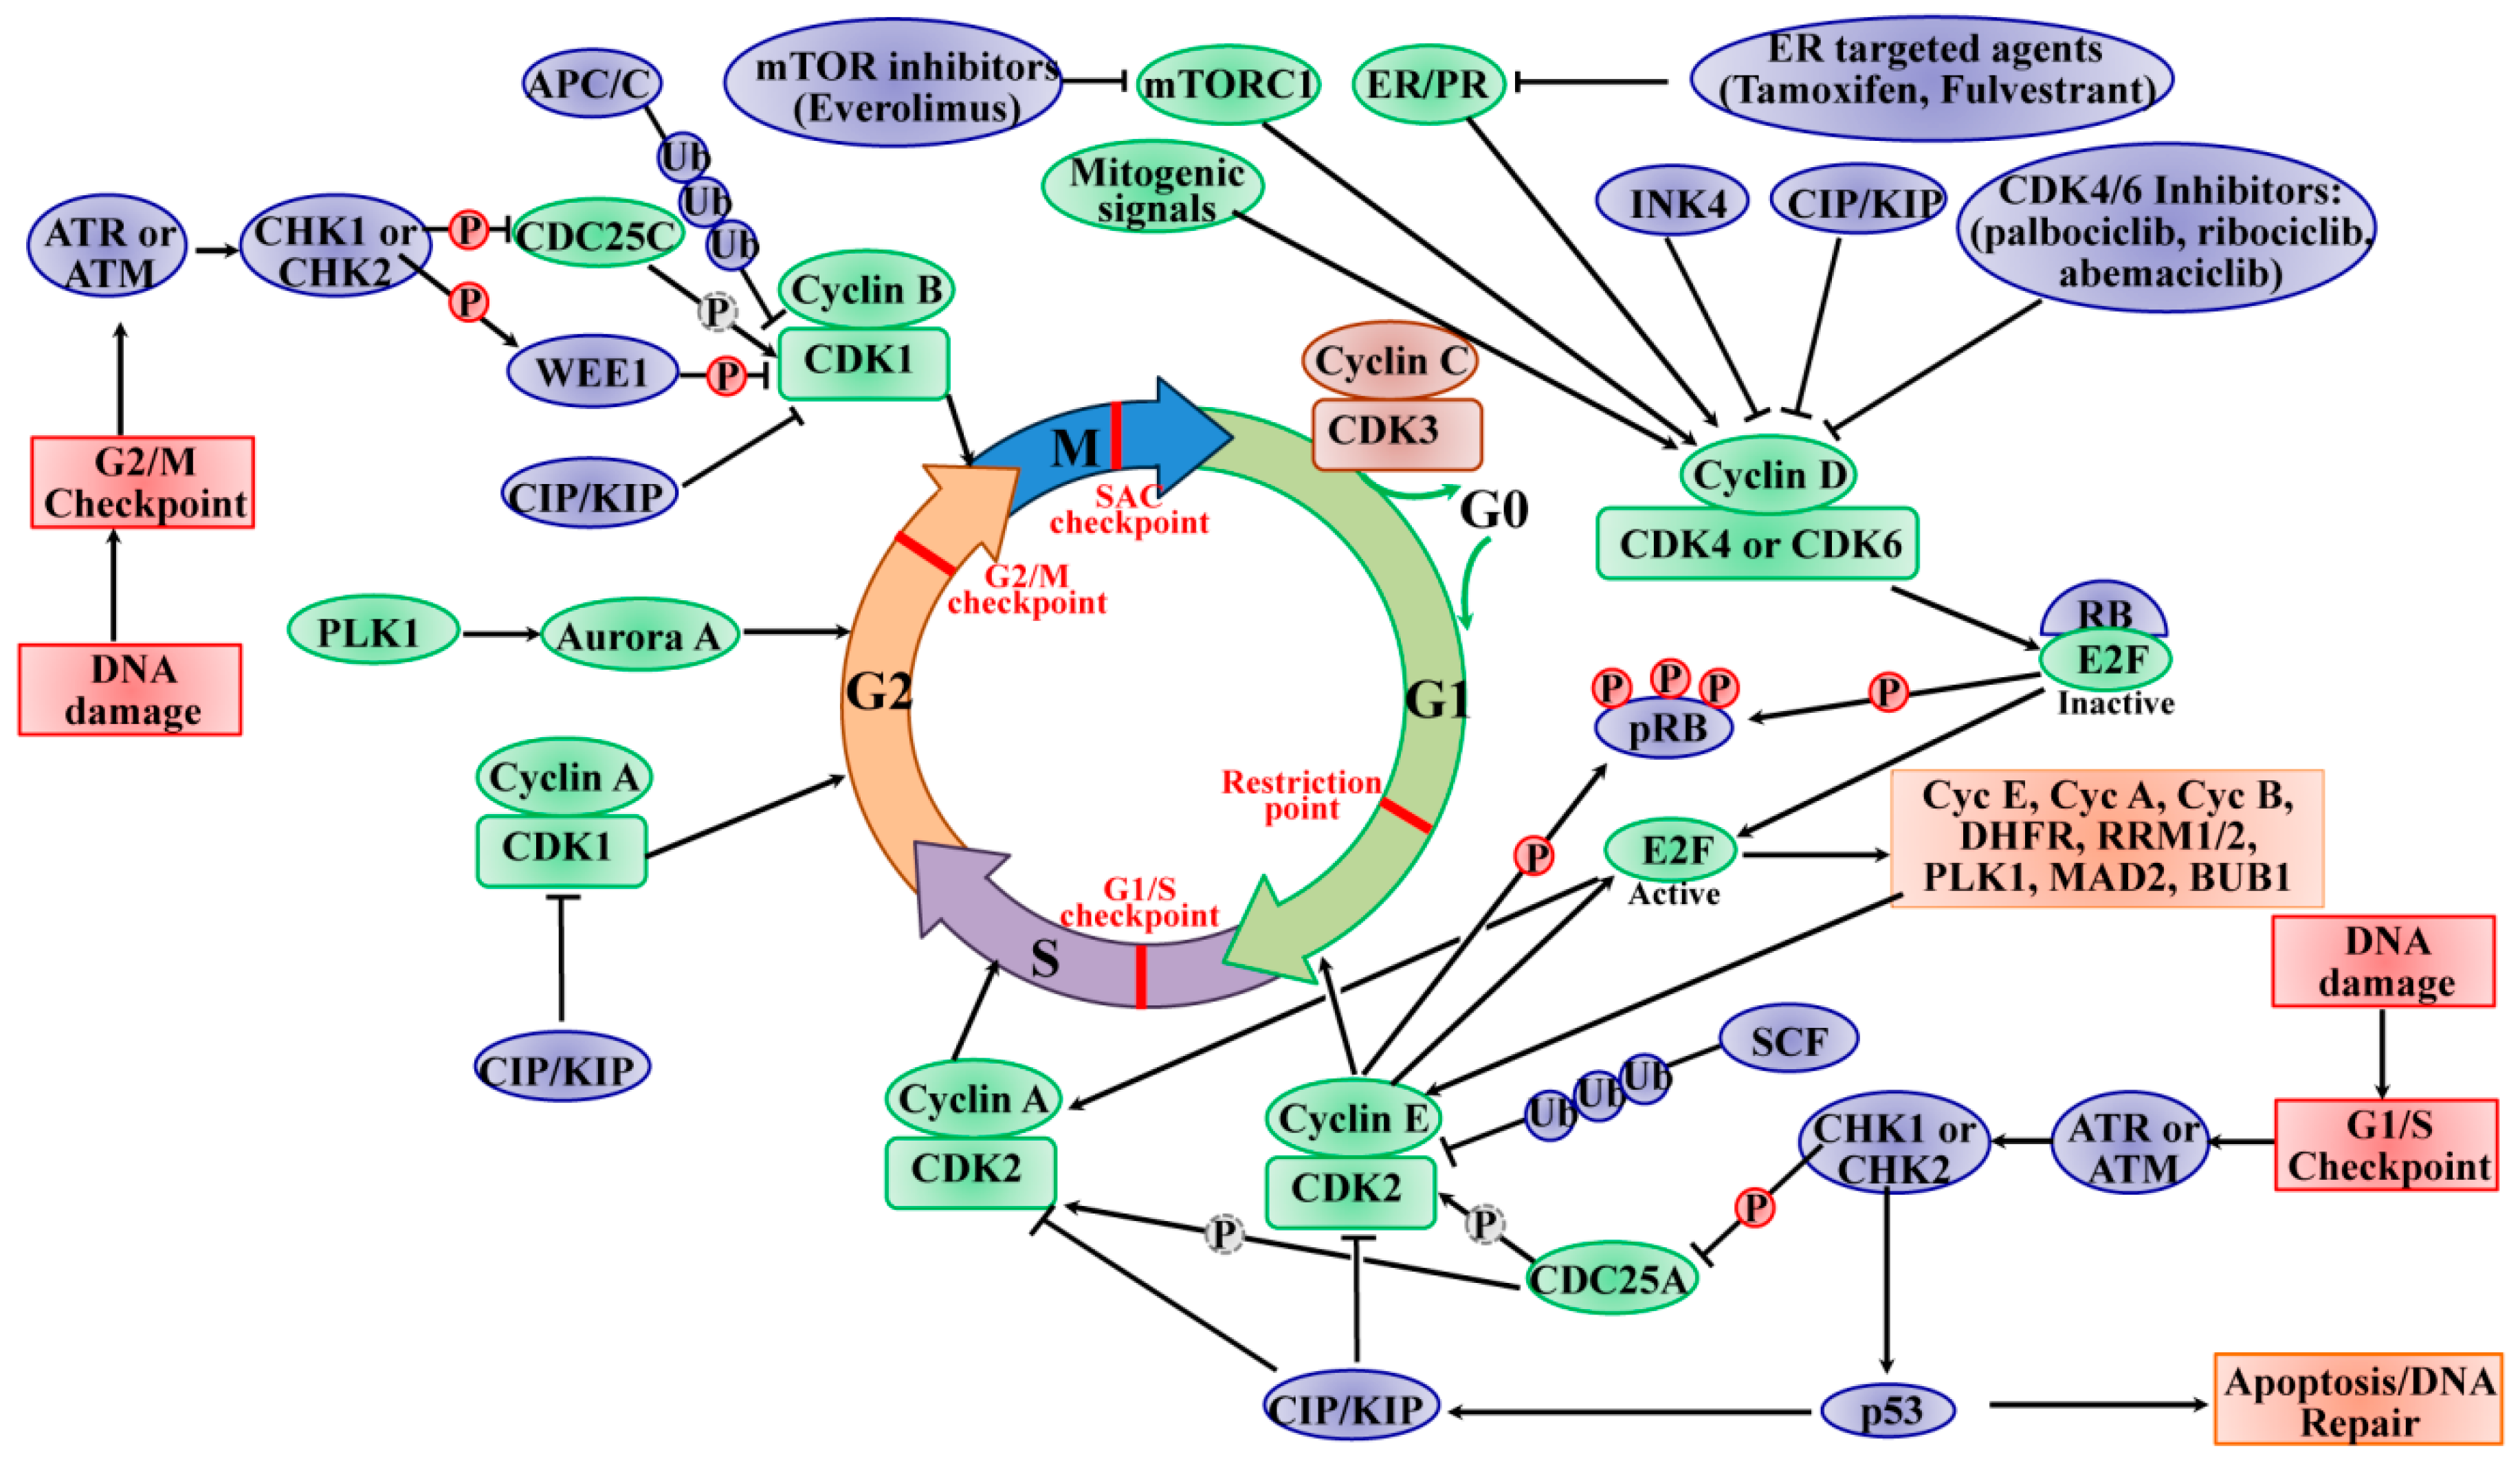 APC/C
Ub
Ub
Ub
mTOR inhibitors
(Everolimus)
mTORC1
ER/PR
ER targeted agents
(Tamoxifen, Fulvestrant)
Mitogenic
signals
INK4
CIP/KIP
CDK4/6 Inhibitors:
(palbociclib, ribociclib,
abemaciclib)
ATR or
ATM
CHK1 or
CHK2
P
P
CDC25C
P
WEE1
P
Cyclin B
CDK1
CIP/KIP
G2/M
Checkpoint
DNA
damage
Cyclin C
CDK3
G0
Cyclin D
CDK4 or CDK6
M
SAC
checkpoint
G2/M
checkpoint
G2
G1
Restriction
point
G1/S
checkpoint
S
PLK1
Aurora A
Cyclin A
CDK1
CIP/KIP
RB
E2F
Inactive
P
P
P
P
pRB
P
E2F
Active
Cyc E, Cyc A, Cyc B,
DHFR, RRM1/2,
PLK1, MAD2, BUB1
DNA
damage
G1/S
Checkpoint
ATR or
ATM
CHK1 or
CHK2
P
SCF
Ub
Ub
Ub
Cyclin A
CDK2
Cyclin E
CDK2
P
P
CDC25A
CIP/KIP
p53
Apoptosis/DNA
Repair